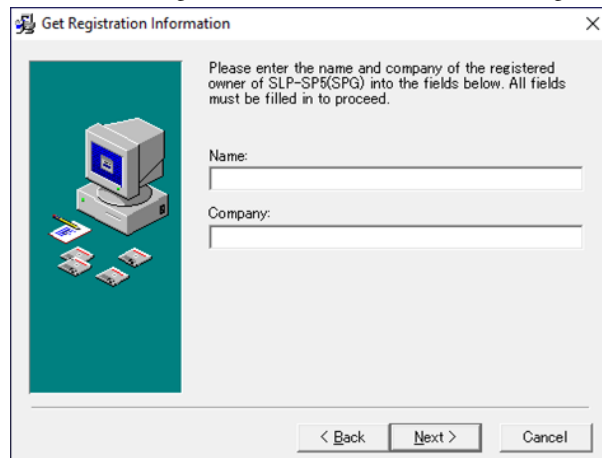 Get Registration Information
Please enter the name and company of the registered
owner of SLP-SP5(SPG) into the fields below. All fields
must be filled in to proceed.
Name:
Company:
< Back
Next >
Cancel